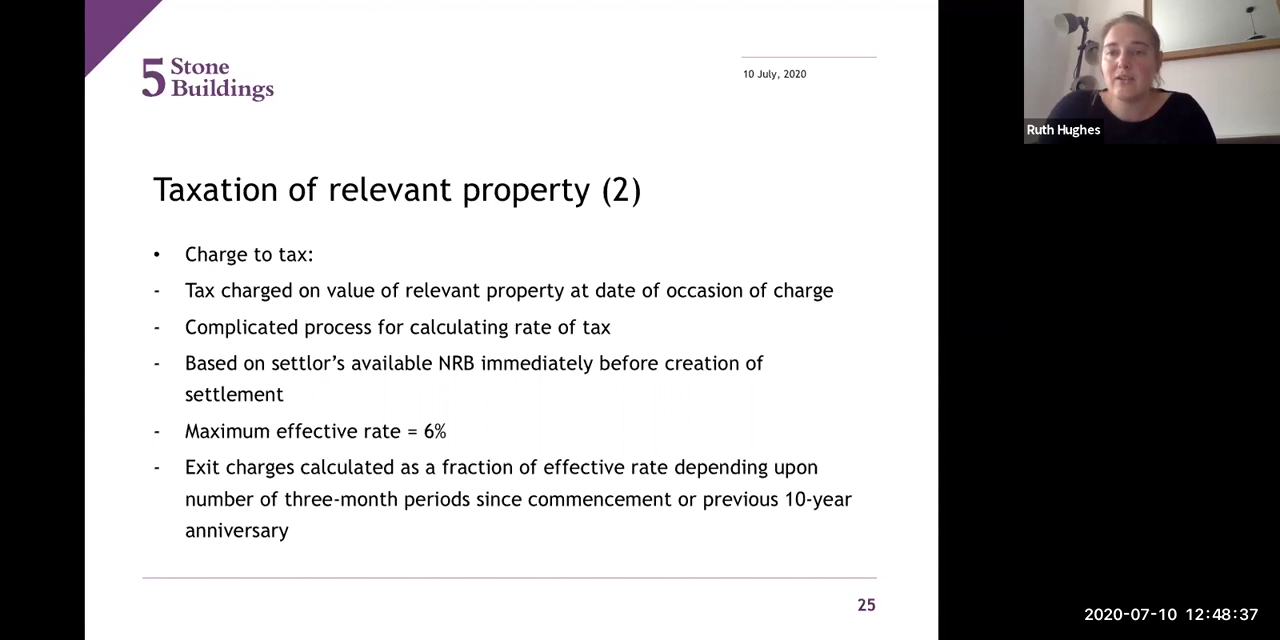 5 Stone
Buildings
10 July, 2020
Ruth Hughes
Taxation of relevant property (2)
• Charge to tax:
- Tax charged on value of relevant property at date of occasion of charge
- Complicated process for calculating rate of tax
- Based on settlor's available NRB immediately before creation of
settlement
- Maximum effective rate = 6%
- Exit charges calculated as a fraction of effective rate depending upon
number of three-month periods since commencement or previous 10-year
anniversary
25
2020-07-10 12:48:37